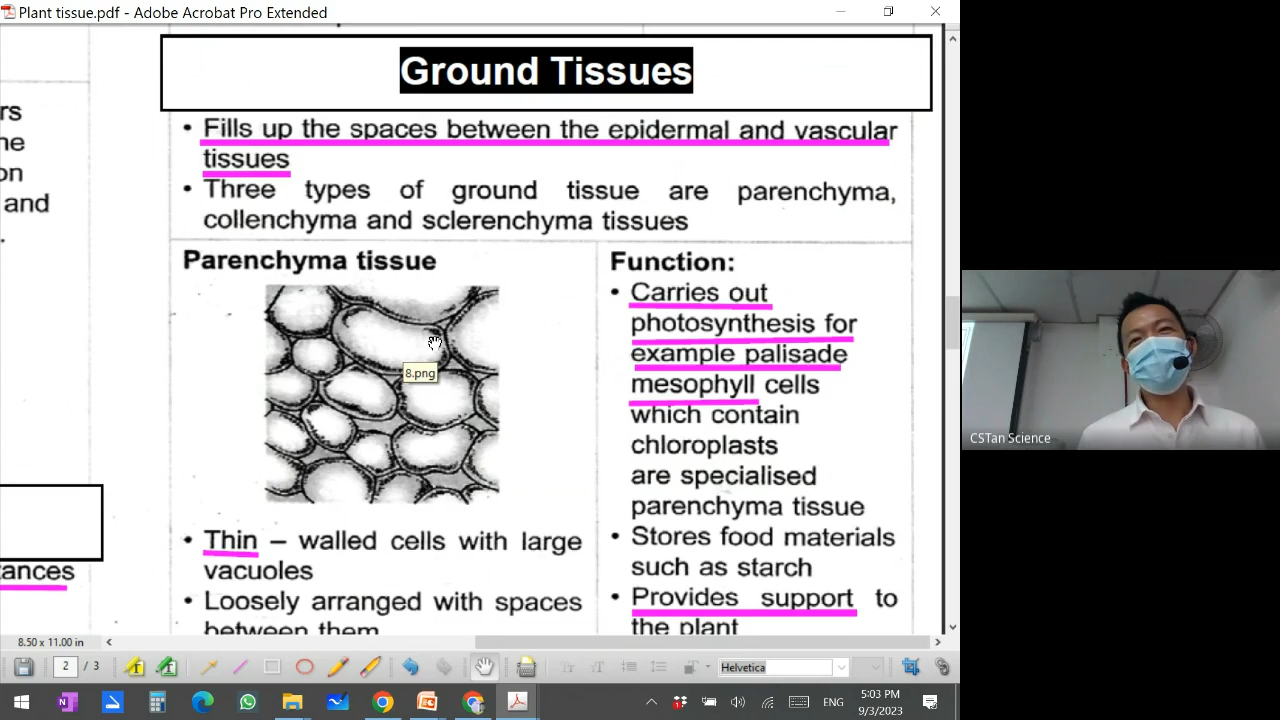 Plant tissue.pdf - Adobe Acrobat Pro Extended
Ground Tissues
rs
ne
on
and
.
• Fills up the spaces between the epidermal and vascular
tissues
• Three types of ground tissue are parenchyma,
collenchyma and sclerenchyma tissues
Parenchyma tissue
8.png
• Thin – walled cells with large
vacuoles
• Loosely arranged with spaces
between them
Function:
• Carries out
photosynthesis for
example palisade
mesophyll cells
which contain
chloroplasts
are specialised
parenchyma tissue
• Stores food materials
such as starch
• Provides support to
the plant
tances
CSTan Science
8.50 x 11.00 in
2 / 3
Helvetica
ENG
5:03 PM
9/3/2023